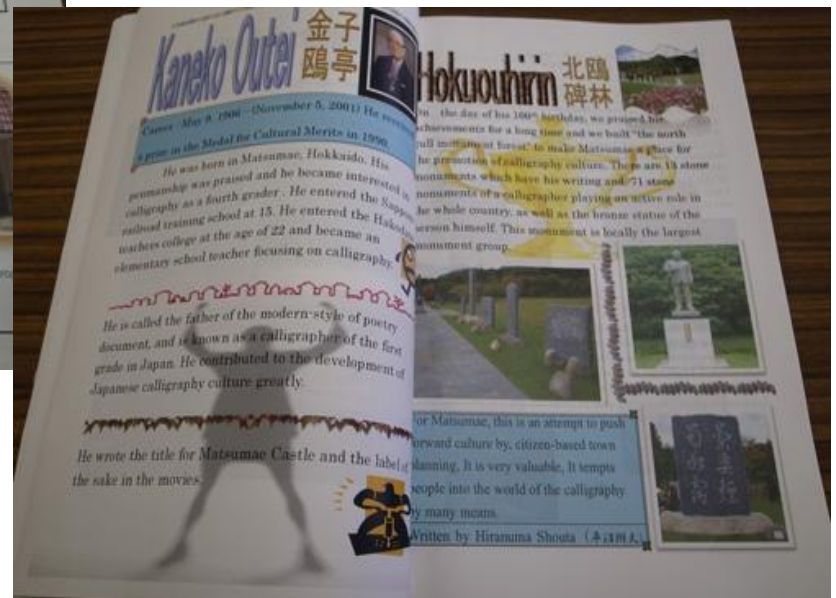 Kaneko Outei 金子
鴎亭
Career - May 9, 1906 - (November 5, 2001) He received
a prize in the Medal for Cultural Merits in 1990.
He was born in Matsumae, Hokkaido. His
penmanship was praised and he became interested in
calligraphy as a fourth grader. He entered the Sapporo
railroad training school at 15. He entered the Hakodate
teachers college at the age of 22 and became an
elementary school teacher focusing on calligraphy.
He is called the father of the modern-style of poetry
document, and is known as a calligrapher of the first
grade in Japan. He contributed to the development of
Japanese calligraphy culture greatly.
He wrote the title for Matsumae Castle and the label of
the sake in the movies.
Hokuouhirin 北鴎
碑林
On the day of his 100th birthday, we praised his
achievements for a long time and we built "the north
gull monument forest" to make Matsumae a place for
the promotion of calligraphy culture. There are 15 stone
monuments which have his writing and 71 stone
monuments of a calligrapher playing an active role in
the whole country, as well as the bronze statue of the
person himself. This monument is locally the largest
monument group.
For Matsumae, this is an attempt to push
forward culture by, citizen-based town
planning. It is very valuable, It tempts
people into the world of the calligraphy
by many means.
Written by Hiranuma Shouta